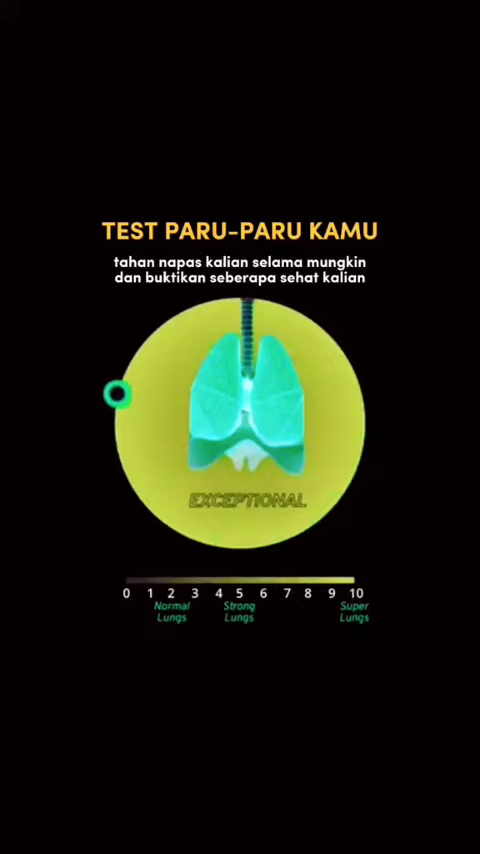 TEST PARU-PARU KAMU
tahan napas kalian selama mungkin
dan buktikan seberapa sehat kalian
EXCEPTIONAL
0 1 2 3 4 5 6 7 8 9 10
Normal Strong Super
Lungs Lungs Lungs